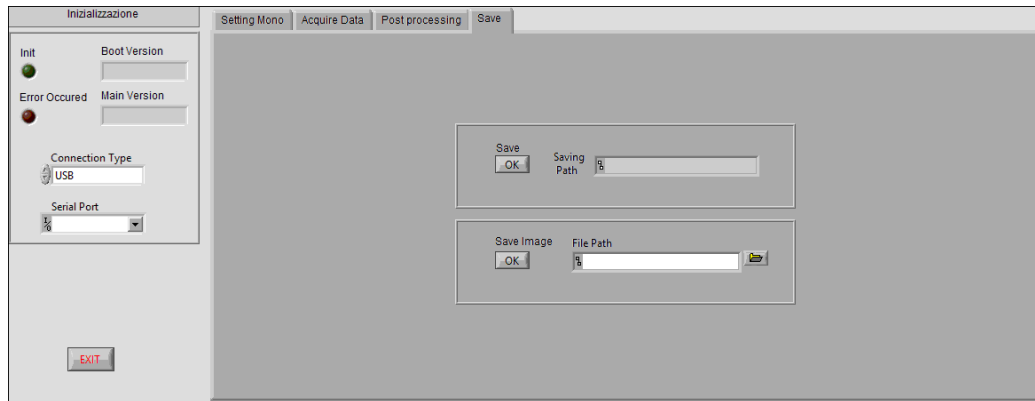 Inizializzazione
Setting Mono
Acquire Data
Post processing
Save
Init
Boot Version
Error Occured
Main Version
Connection Type
USB
Serial Port
I/O
EXIT
Save
OK
Saving
Path
Save Image
OK
File Path